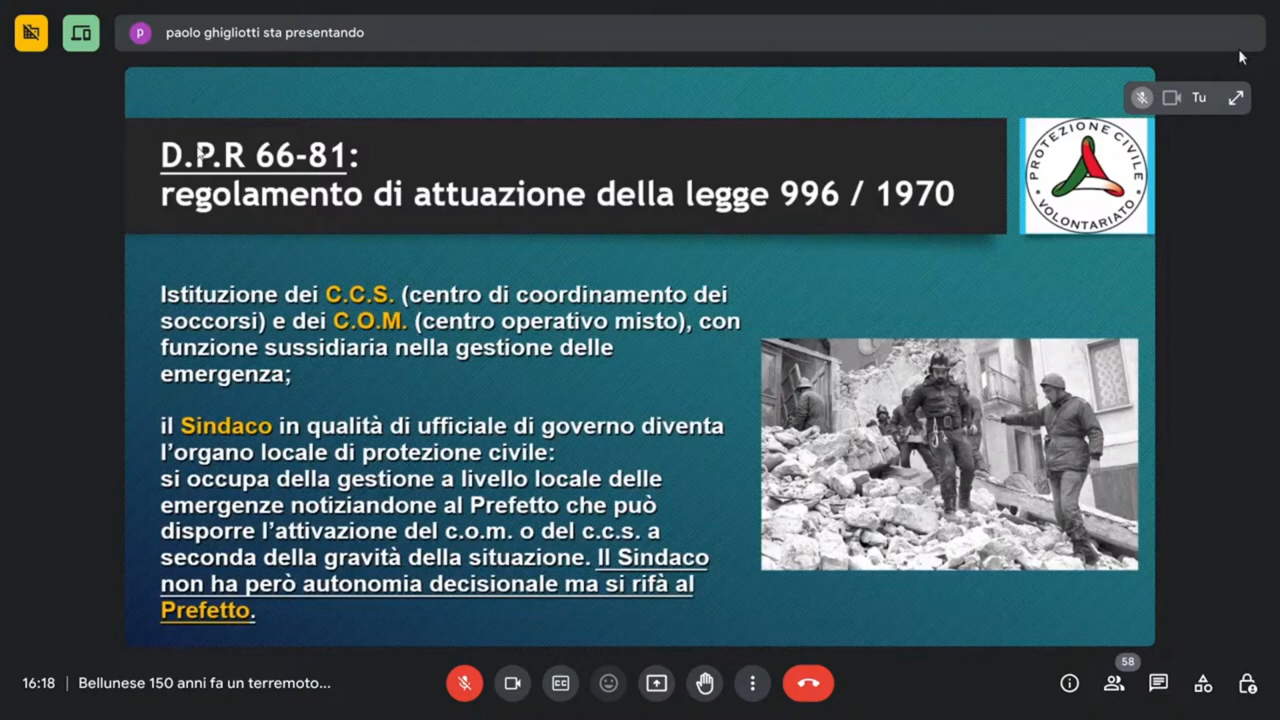 p paolo ghigliotti sta presentando
Tu
D.P.R 66-81:
regolamento di attuazione della legge 996 / 1970
PROTEZIONE CIVILE
VOLONTARIATO
Istituzione dei C.C.S. (centro di coordinamento dei
soccorsi) e dei C.O.M. (centro operativo misto), con
funzione sussidiaria nella gestione delle
emergenza;
il Sindaco in qualità di ufficiale di governo diventa
l'organo locale di protezione civile:
si occupa della gestione a livello locale delle
emergenze notiziandone al Prefetto che può
disporre l'attivazione del c.o.m. o del c.c.s. a
seconda della gravità della situazione. Il Sindaco
non ha però autonomia decisionale ma si rifà al
Prefetto.
58
16:18 | Bellunese 150 anni fa un terremoto...
CC